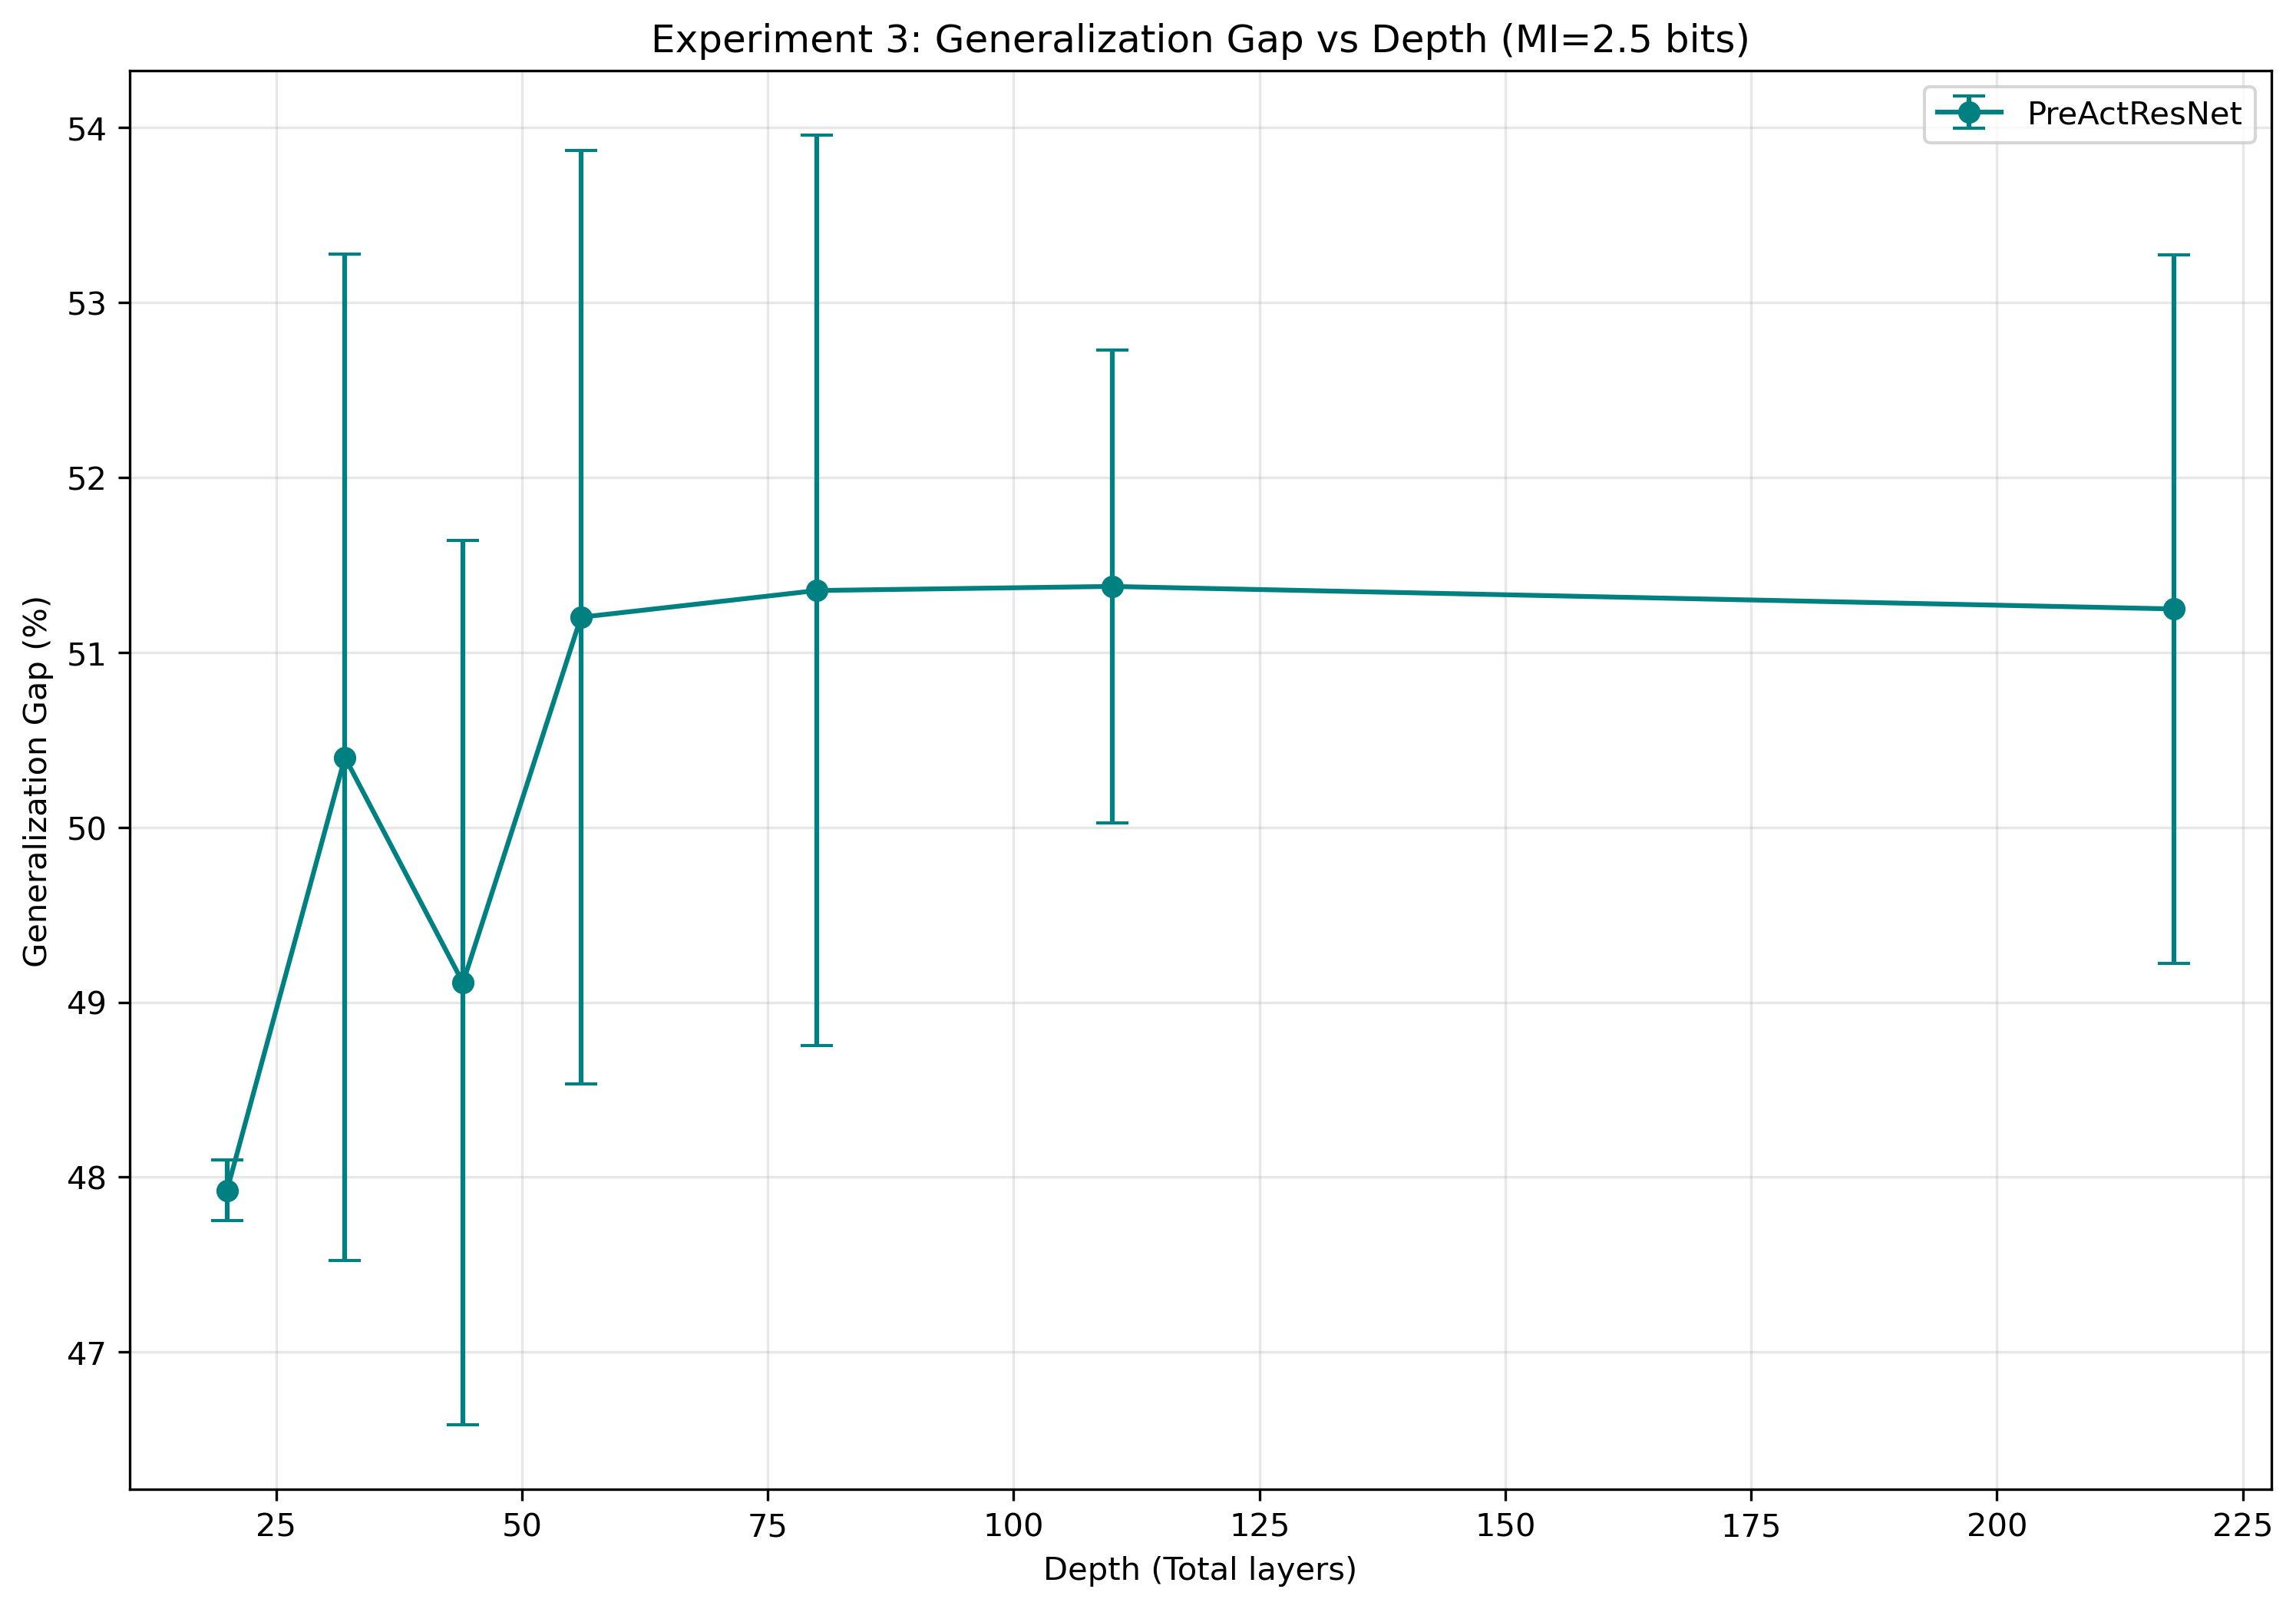 Experiment 3: Generalization Gap vs Depth (MI=2.5 bits)
PreActResNet
Generalization Gap (%)
54
53
52
51
50
49
48
47
25 50 75 100 125 150 175 200 225
Depth (Total layers)